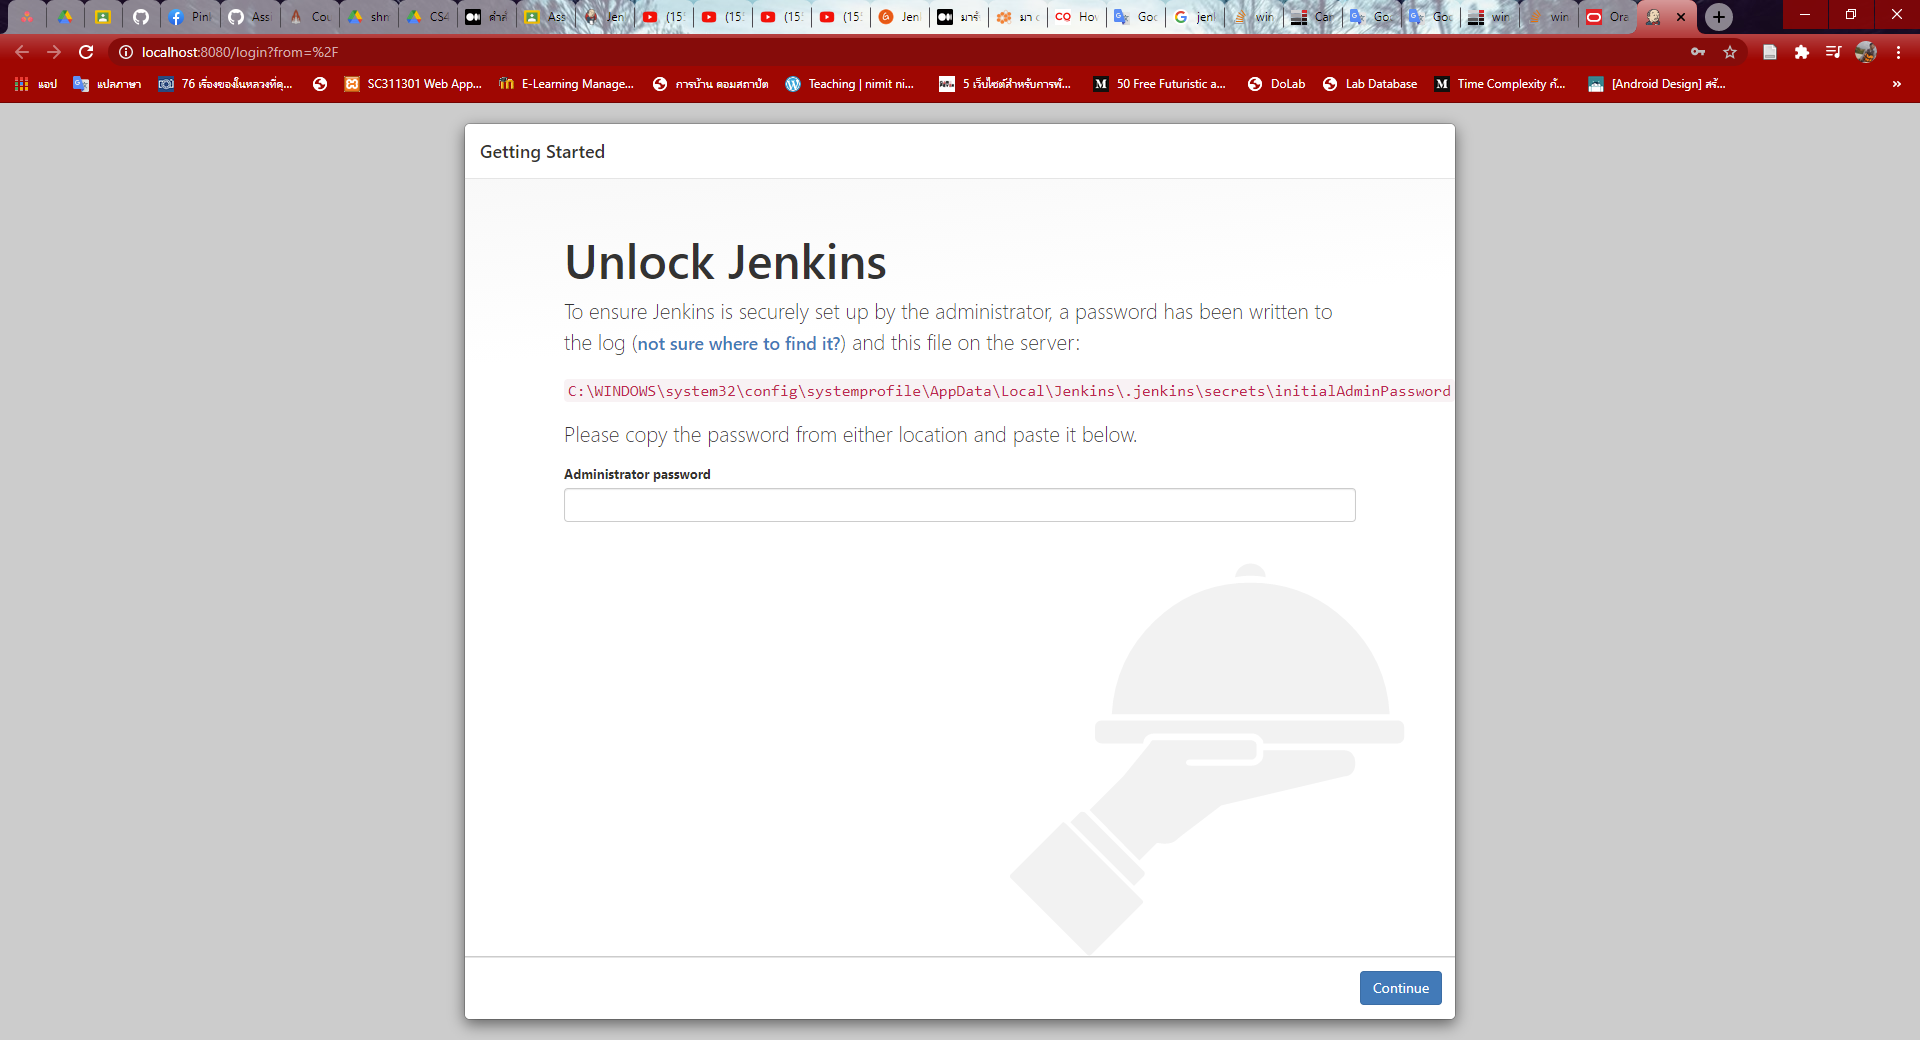 Pin
Ass
Cou
shr
CS4
คำสั่
Ass
Jen
(15
(15
(15
(15
Jenk
มารู้
มา d
CQ
Hov
Goo
jenl
win
Car
Goo
Goo
win
win
Ora
localhost:8080/login?from=%2F
แอป
แปลภาษา
76 เรื่องของในหลวงที่คุ...
SC311301 Web App...
E-Learning Manage...
การบ้าน คอมสถาปัต
Teaching | nimit ni...
5 เว็บไซต์สำหรับการพั...
50 Free Futuristic a...
DoLab
Lab Database
Time Complexity คื...
[Android Design] สร้...
»
Getting Started
Unlock Jenkins
To ensure Jenkins is securely set up by the administrator, a password has been written to
the log (not sure where to find it?) and this file on the server:
C:\WINDOWS\system32\config\systemprofile\AppData\Local\Jenkins\.jenkins\secrets\initialAdminPassword
Please copy the password from either location and paste it below.
Administrator password
Continue